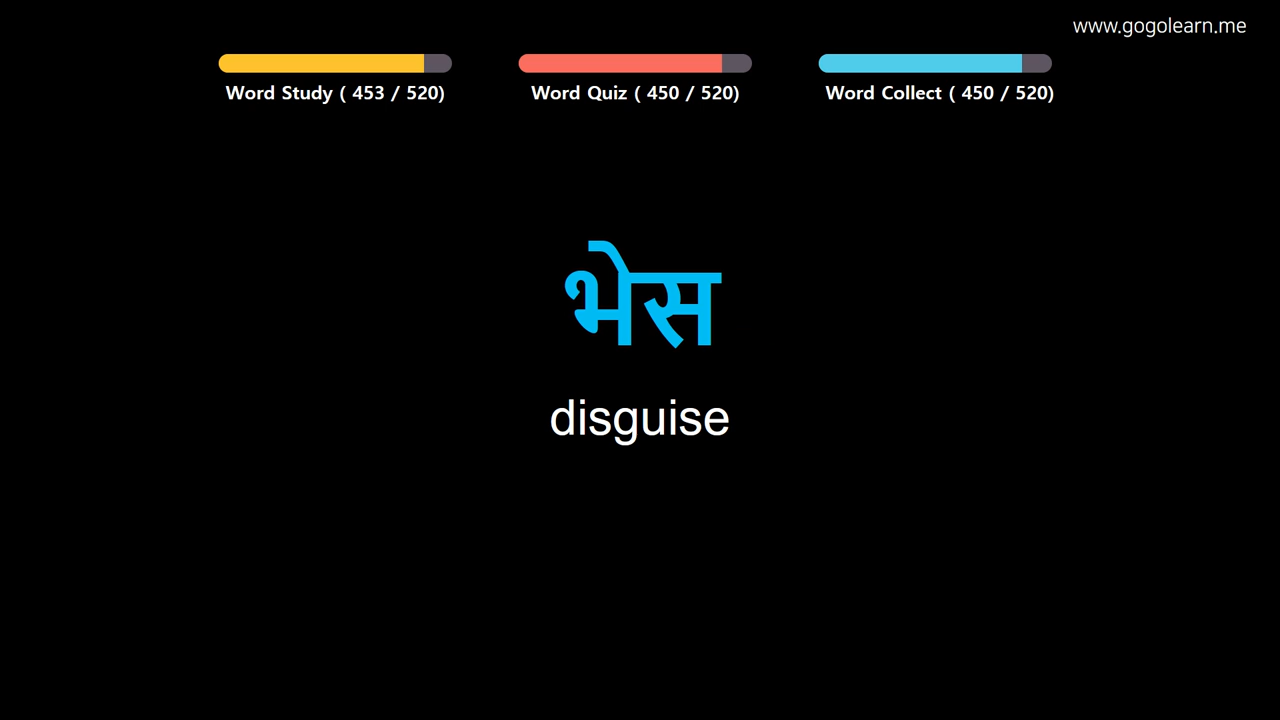 www.gogolearn.me
Word Study ( 453 / 520)
Word Quiz ( 450 / 520)
Word Collect ( 450 / 520)
भेस
disguise